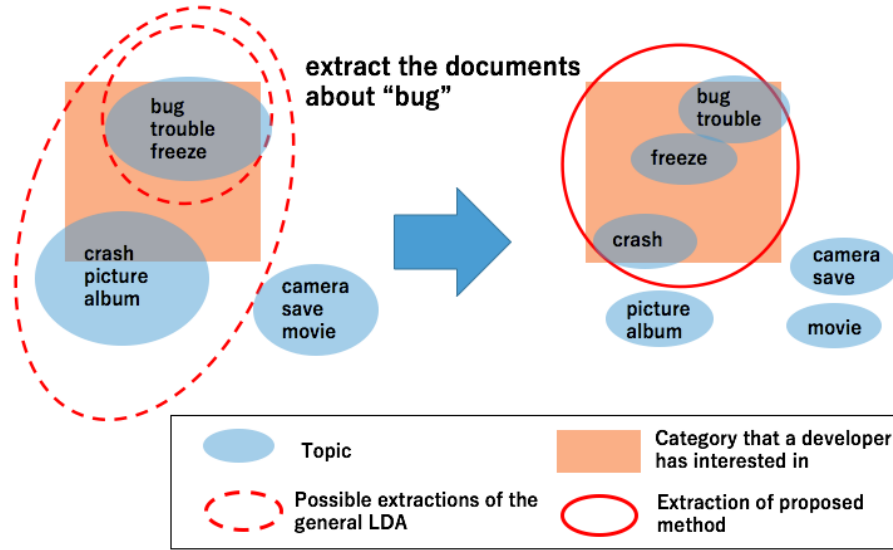 extract the documents
about “bug”
bug
trouble
freeze
crash
picture
album
camera
save
movie
bug
trouble
freeze
crash
camera
save
picture
album
movie
Topic
Category that a developer
has interested in
Possible extractions of the
general LDA
Extraction of proposed
method